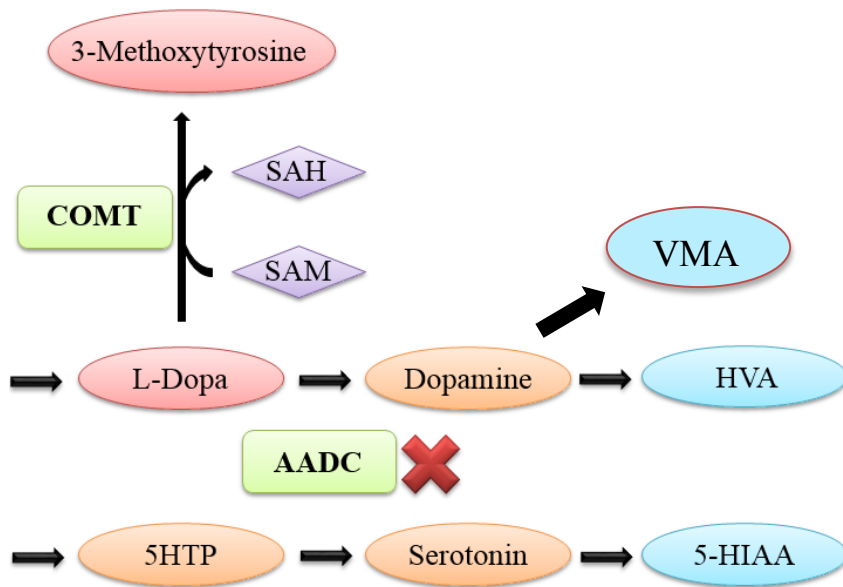 3-Methoxytyrosine
SAH
COMT
SAM
VMA
L-Dopa
Dopamine
HVA
AADC
5HTP
Serotonin
5-HIAA